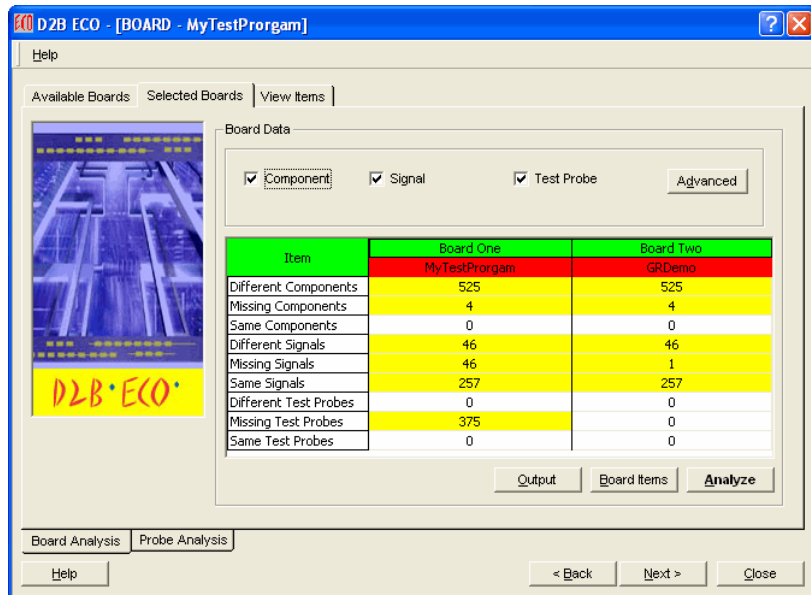 ECO D2B ECO - [BOARD - MyTestProrgam]
Help
Available Boards Selected Boards View Items
Board Data
Component Signal Test Probe Advanced
Item Board One Board Two
MyTestProrgam GRDemo
Different Components 525 525
Missing Components 4 4
Same Components 0 0
Different Signals 46 46
Missing Signals 46 1
Same Signals 257 257
Different Test Probes 0 0
Missing Test Probes 375 0
Same Test Probes 0 0
D2B·ECO·
Output Board Items Analyze
Board Analysis Probe Analysis
Help < Back Next > Close